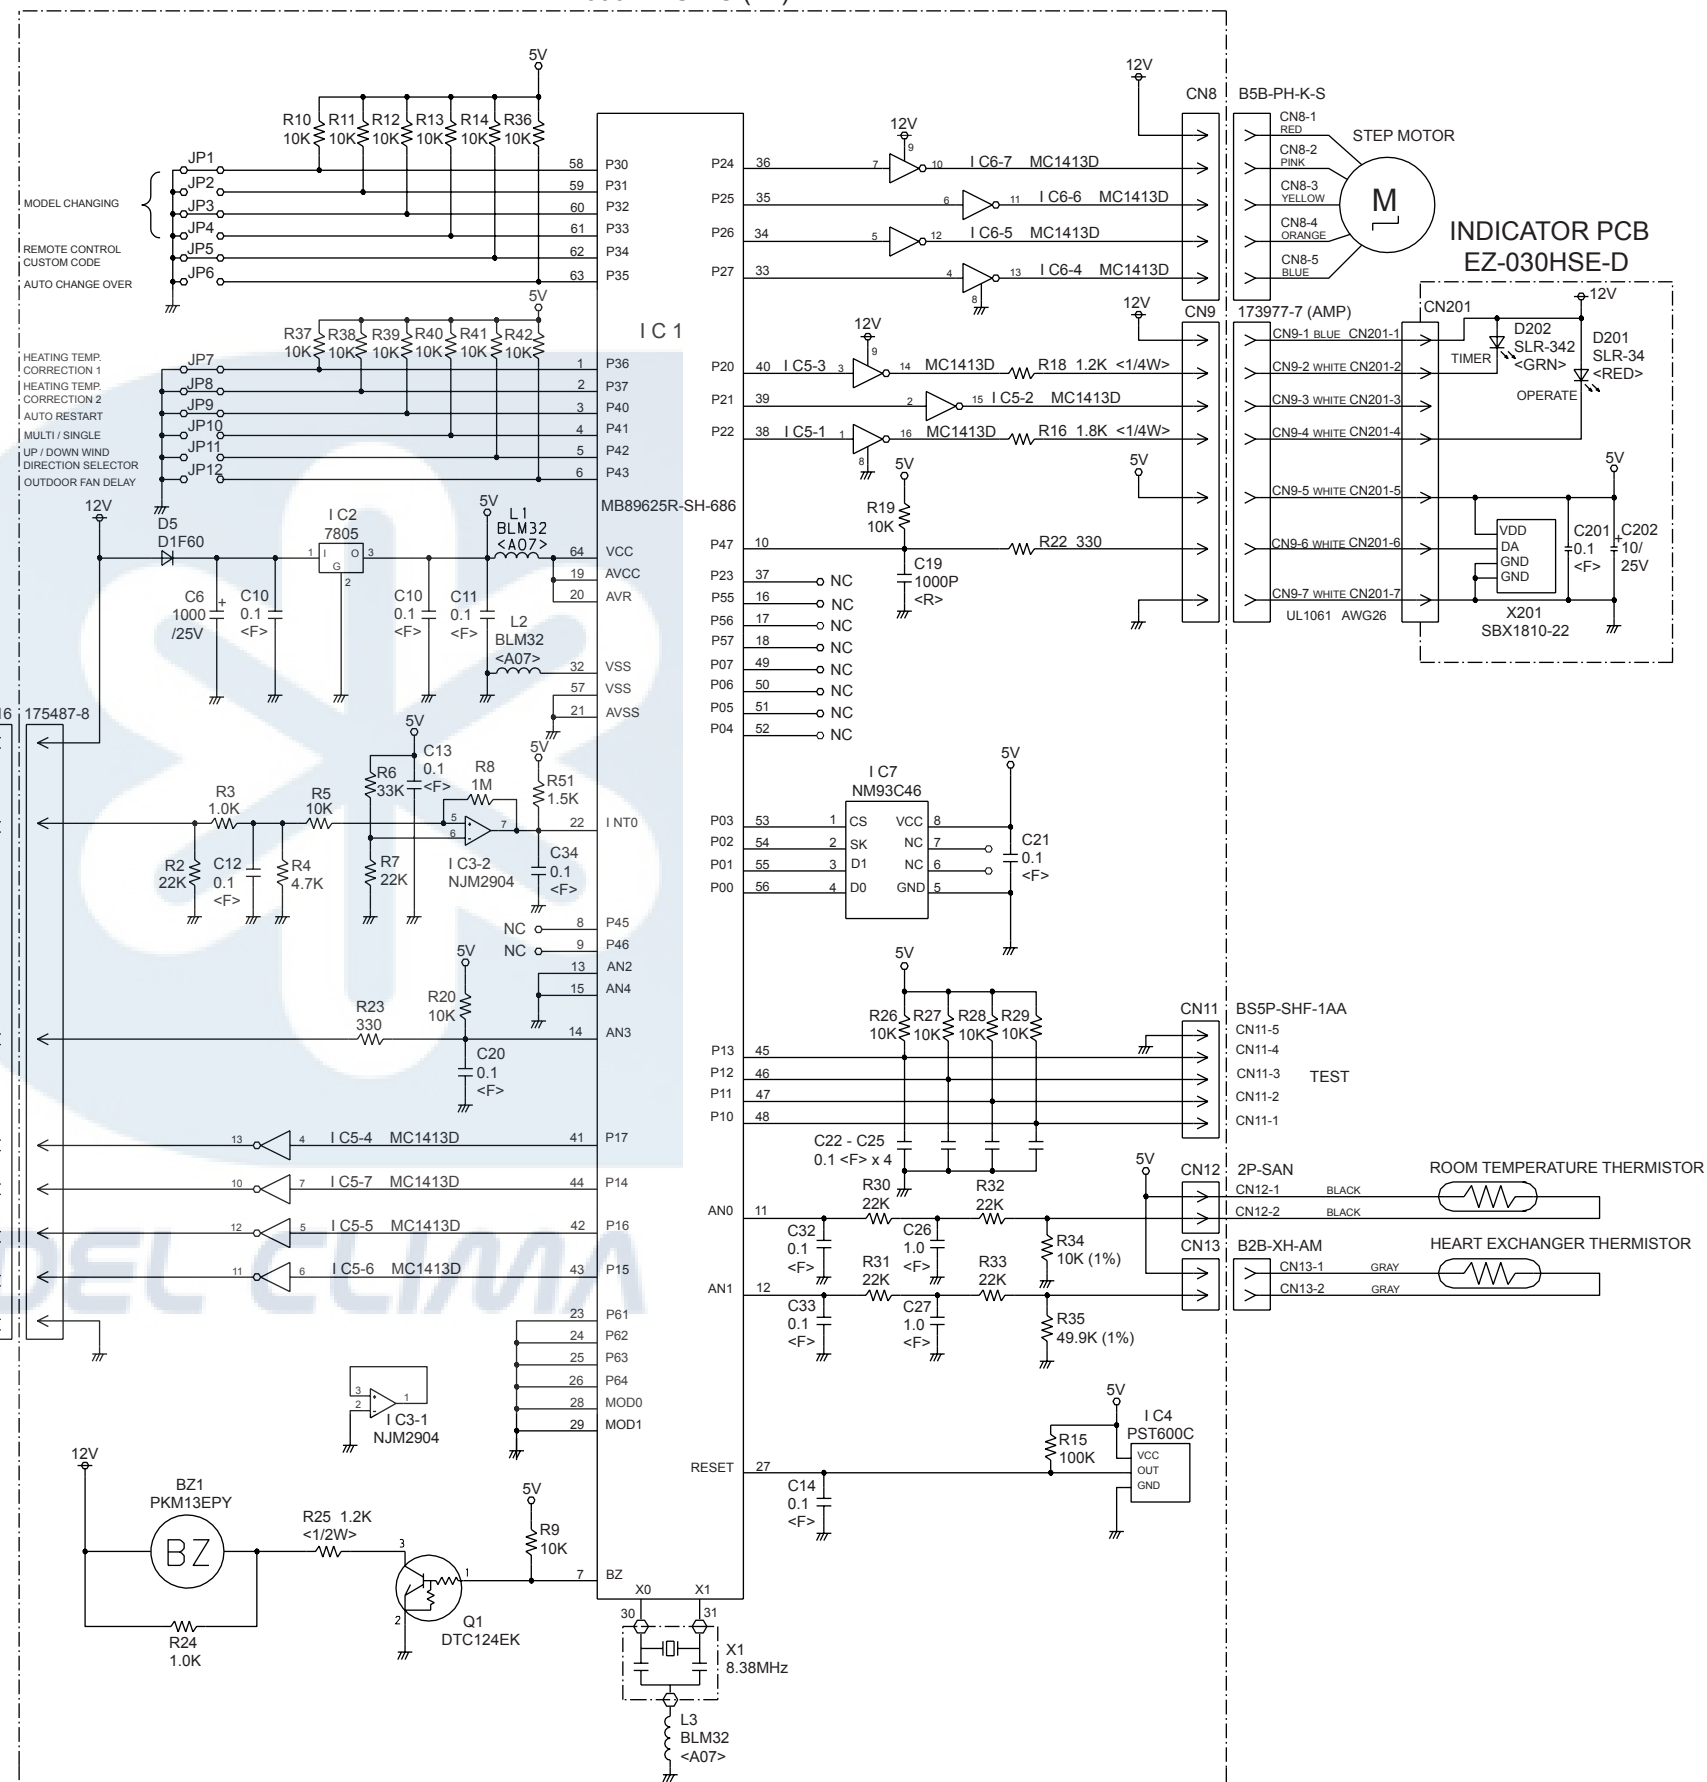 5V
R10 R11 R12 R13 R14 R36
10K 10K 10K 10K 10K 10K
JP1
JP2
JP3
JP4
JP5
JP6
MODEL CHANGING
REMOTE CONTROL
CUSTOM CODE
AUTO CHANGE OVER
58 P30
59 P31
60 P32
61 P33
62 P34
63 P35
5V
R37 R38 R39 R40 R41 R42
10K 10K 10K 10K 10K 10K
HEATING TEMP.
CORRECTION 1
HEATING TEMP.
CORRECTION 2
AUTO RESTART
MULTI / SINGLE
UP / DOWN WIND
DIRECTION SELECTOR
OUTDOOR FAN DELAY
JP7
JP8
JP9
JP10
JP11
JP12
1 P36
2 P37
3 P40
4 P41
5 P42
6 P43
I C 1
MB89625R-SH-686
12V
D5
D1F60
I C2
7805
1 I O 3
G
2
5V
L1
BLM32
<A07>
64 VCC
19 AVCC
20 AVR
C6
1000
/25V
+
C10
0.1
<F>
C10
0.1
<F>
C11
0.1
<F>
L2
BLM32
<A07>
32 VSS
57 VSS
21 AVSS
16 175487-8
5V
C13
0.1
<F>
R6
33K
R8
1M
5V
R51
1.5K
R3
1.0K
R5
10K
5
6
7
22 I NT0
R2
22K
C12
0.1
<F>
R4
4.7K
R7
22K
I C3-2
NJM2904
C34
0.1
<F>
NC 8 P45
NC 9 P46
13 AN2
15 AN4
5V
R20
10K
R23
330
14 AN3
C20
0.1
<F>
13 4 I C5-4 MC1413D 41 P17
10 7 I C5-7 MC1413D 44 P14
12 5 I C5-5 MC1413D 42 P16
11 6 I C5-6 MC1413D 43 P15
DEL CLIMA
23 P61
24 P62
25 P63
26 P64
28 MOD0
29 MOD1
3
2
1
I C3-1
NJM2904
12V
BZ1
PKM13EPY
BZ
R25 1.2K
<1/2W>
3
1
2
5V
R9
10K
7 BZ
Q1
DTC124EK
R24
1.0K
X0 X1
30 31
X1
8.38MHz
L3
BLM32
<A07>
12V
CN8 B5B-PH-K-S
12V
9
P24 36 7 10 I C6-7 MC1413D
P25 35 6 11 I C6-6 MC1413D
P26 34 5 12 I C6-5 MC1413D
P27 33 4 13 I C6-4 MC1413D
8
CN8-1
RED
CN8-2
PINK
CN8-3
YELLOW
CN8-4
ORANGE
CN8-5
BLUE
STEP MOTOR
M
INDICATOR PCB
EZ-030HSE-D
12V
CN9 173977-7 (AMP)
CN201
12V
12V
9
P20 40 I C5-3 3 14 MC1413D R18 1.2K <1/4W>
P21 39 2 15 I C5-2 MC1413D
P22 38 I C5-1 1 16 MC1413D R16 1.8K <1/4W>
8
CN9-1 BLUE CN201-1
CN9-2 WHITE CN201-2
CN9-3 WHITE CN201-3
CN9-4 WHITE CN201-4
CN9-5 WHITE CN201-5
CN9-6 WHITE CN201-6
CN9-7 WHITE CN201-7
UL1061 AWG26
D202
SLR-342
<GRN>
TIMER
D201
SLR-34
<RED>
OPERATE
5V
R19
10K
5V
P47 10 R22 330
C19
1000P
<R>
5V
VDD
DA
GND
GND
X201
SBX1810-22
C201
0.1
<F>
+
C202
10/
25V
P23 37 NC
P55 16 NC
P56 17 NC
P57 18 NC
P07 49 NC
P06 50 NC
P05 51 NC
P04 52 NC
I C7
NM93C46
5V
P03 53 1 CS VCC 8
P02 54 2 SK NC 7
P01 55 3 D1 NC 6
P00 56 4 D0 GND 5
C21
0.1
<F>
5V
R26 R27 R28 R29
10K 10K 10K 10K
CN11 BS5P-SHF-1AA
CN11-5
CN11-4
CN11-3
CN11-2
CN11-1
TEST
P13 45
P12 46
P11 47
P10 48
C22 - C25
0.1 <F> x 4
5V
CN12 2P-SAN
ROOM TEMPERATURE THERMISTOR
CN12-1 BLACK
CN12-2 BLACK
R30
22K
R32
22K
AN0 11
C32
0.1
<F>
C26
1.0
<F>
R34
10K (1%)
CN13 B2B-XH-AM
HEART EXCHANGER THERMISTOR
CN13-1 GRAY
CN13-2 GRAY
R31
22K
R33
22K
AN1 12
C33
0.1
<F>
C27
1.0
<F>
R35
49.9K (1%)
5V
I C4
PST600C
R15
100K
VCC
OUT
GND
RESET 27
C14
0.1
<F>